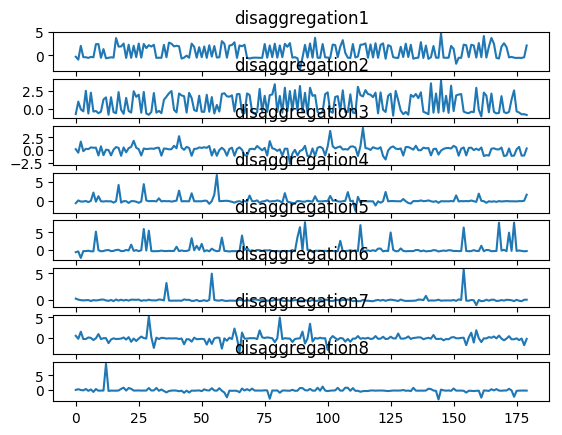 disaggregation1
5
0
disaggregation2
2.5
0.0
disaggregation3
2.5
0.0
−2.5
disaggregation4
5
0
disaggregation5
5
0
disaggregation6
5
0
disaggregation7
5
0
disaggregation8
5
0
0 25 50 75 100 125 150 175